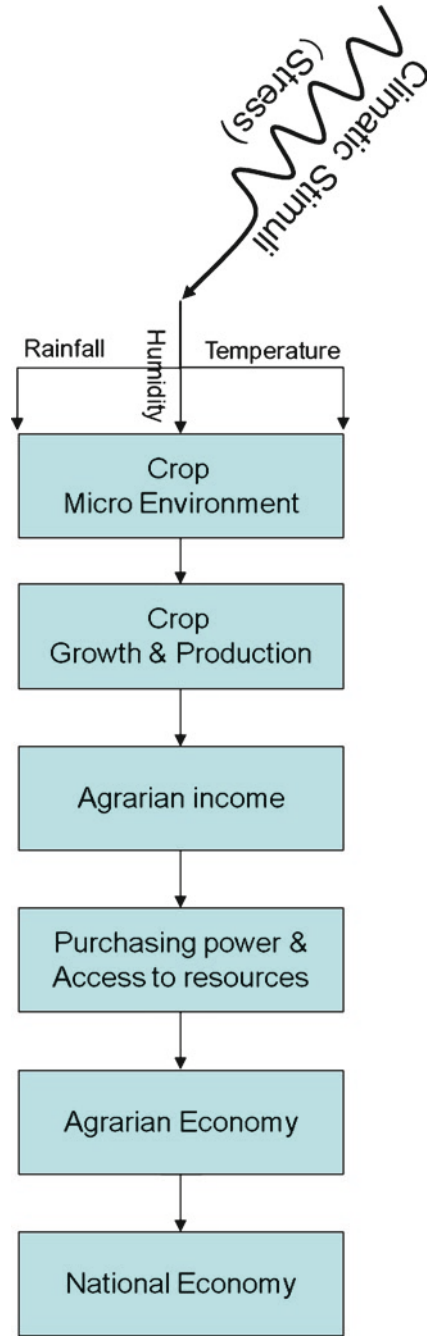 Climatic Stimuli
(Stress)
Rainfall
Humidity
Temperature
Crop
Micro Environment
Crop
Growth & Production
Agrarian income
Purchasing power &
Access to resources
Agrarian Economy
National Economy